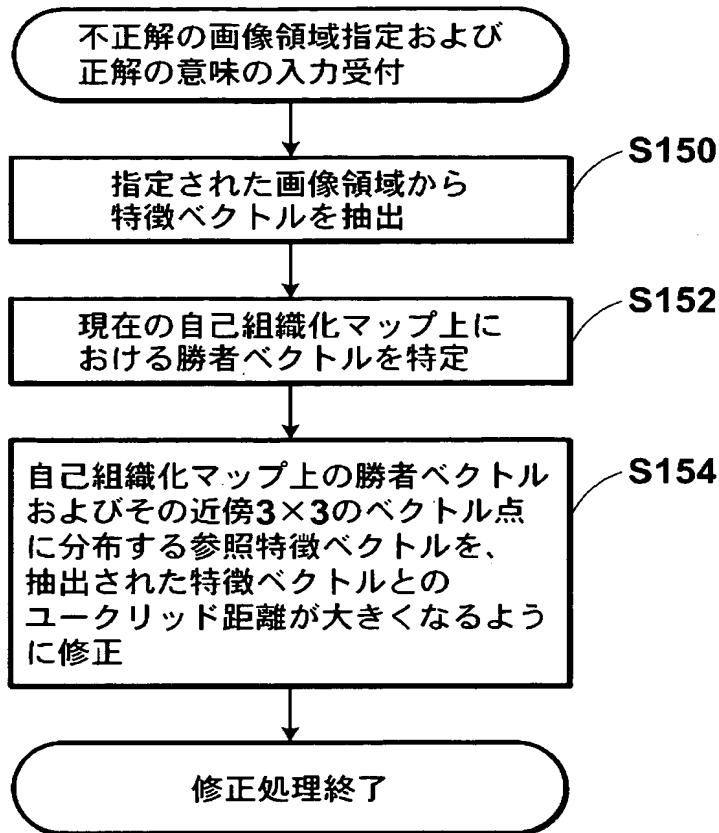 不正解の画像領域指定および
正解の意味の入力受付
S150
指定された画像領域から
特徴ベクトルを抽出
S152
現在の自己組織化マップ上に
おける勝者ベクトルを特定
S154
自己組織化マップ上の勝者ベクトル
およびその近傍3×3のベクトル点
に分布する参照特徴ベクトルを、
抽出された特徴ベクトルとの
ユークリッド距離が大きくなるよう
に修正
修正処理終了